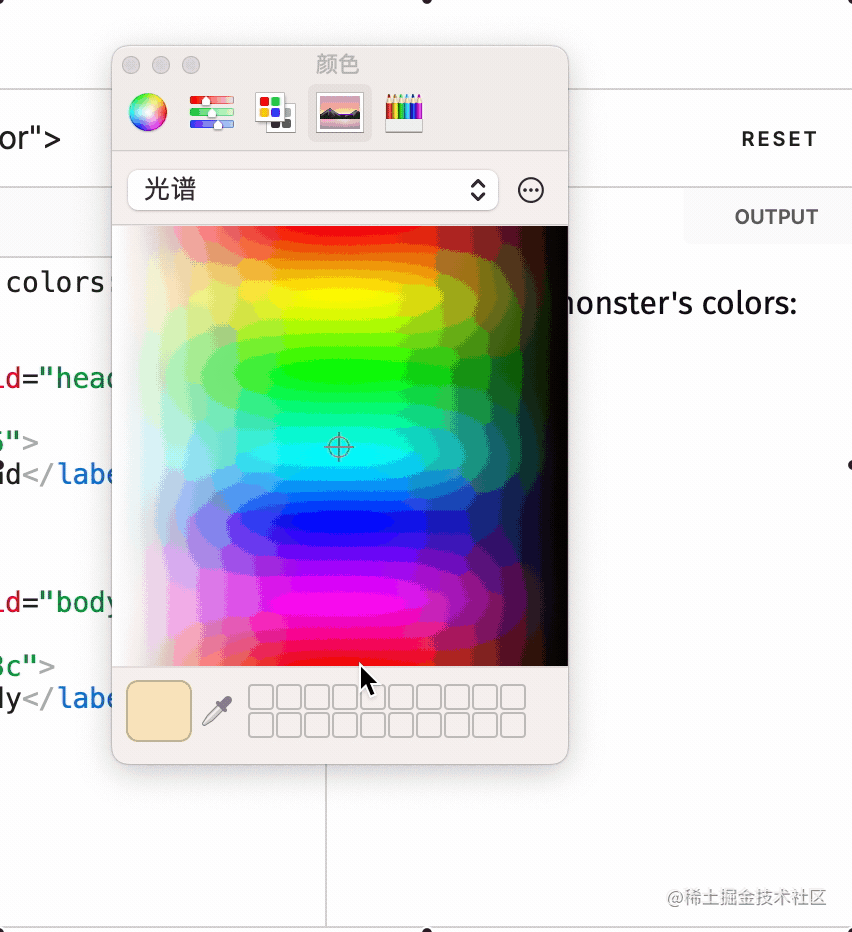 颜色
or">
RESET
光谱
OUTPUT
colors:
monster's colors:
id="head
">
id</labe
id="body
3c">
dy</labe
@稀土掘金技术社区